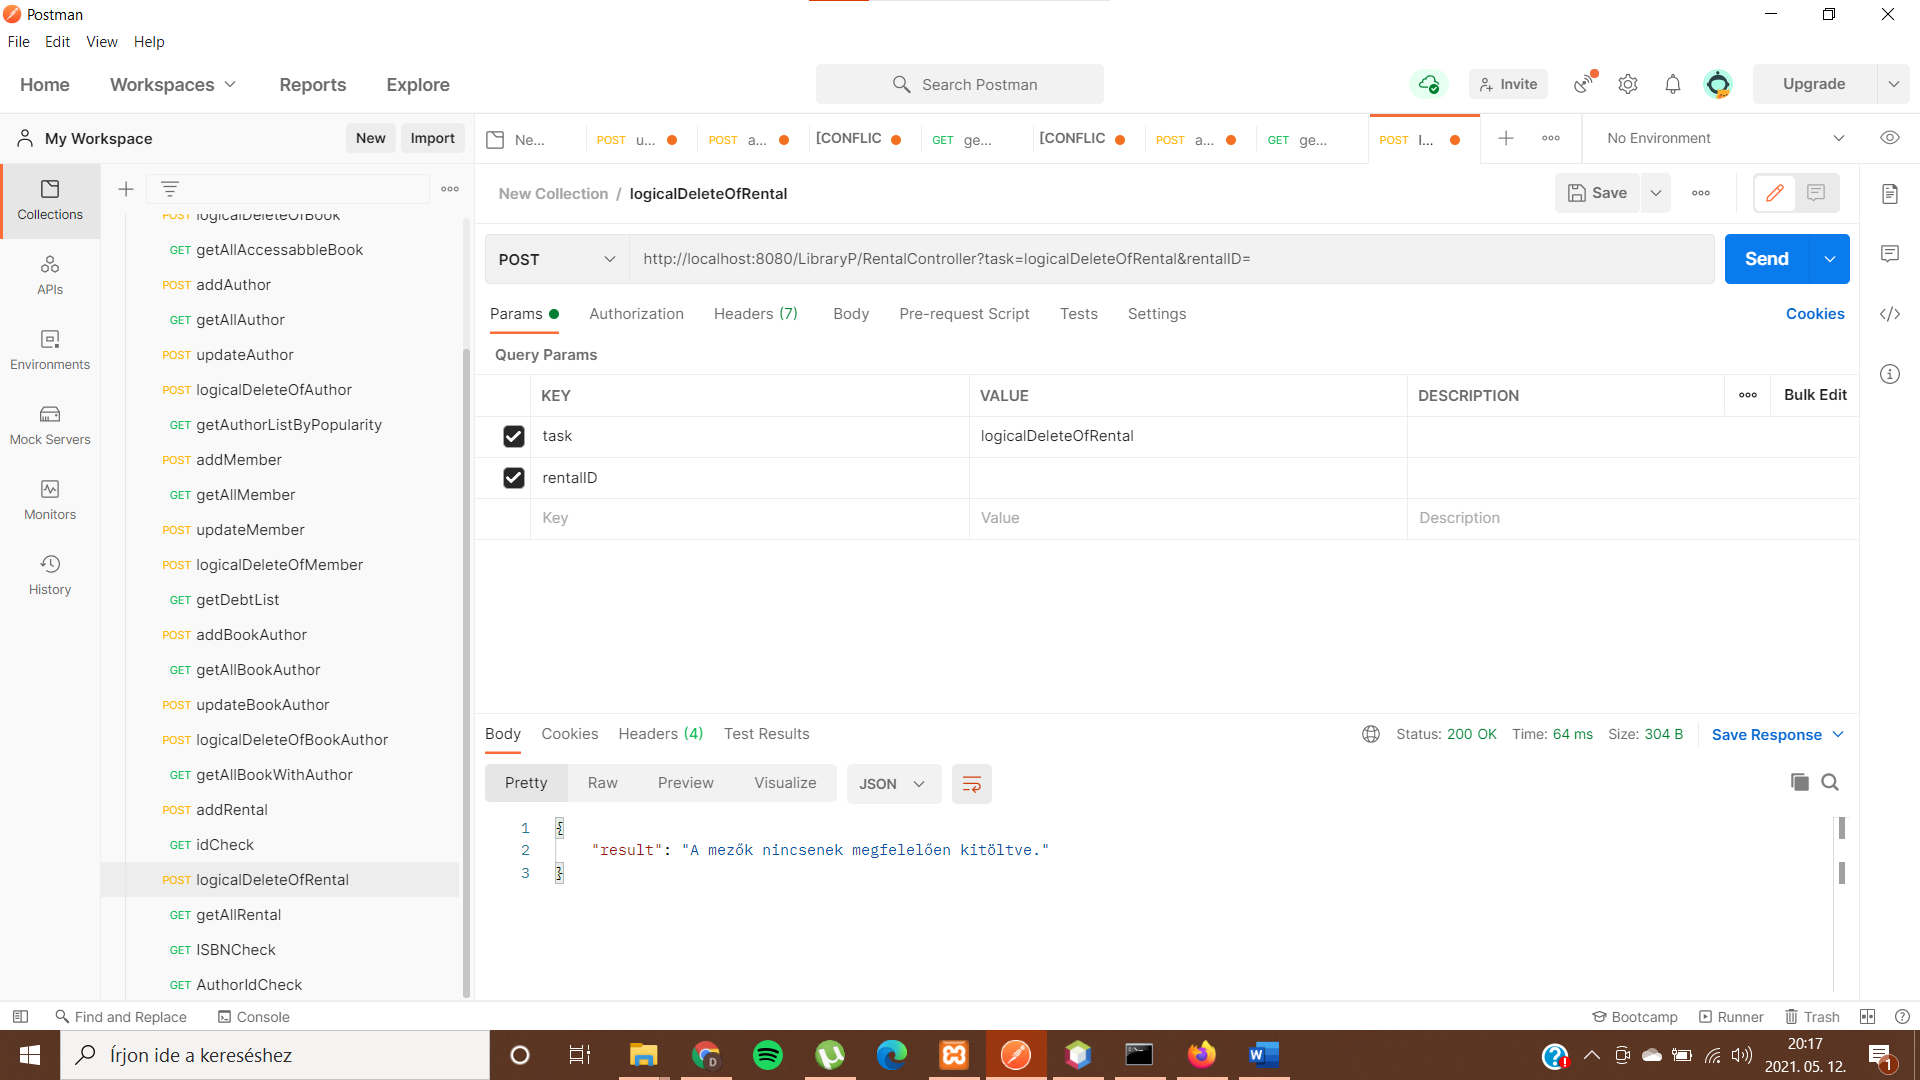 Postman
File Edit View Help
Home Workspaces Reports Explore
Search Postman
Invite
Upgrade
My Workspace
New Import
Ne...
POST u...
POST a...
[CONFLIC
GET ge...
[CONFLIC
POST a...
GET ge...
POST l...
No Environment
Collections
APIs
Environments
Mock Servers
Monitors
History
POST logicalDeleteOfBook
GET getAllAccessabbleBook
POST addAuthor
GET getAllAuthor
POST updateAuthor
POST logicalDeleteOfAuthor
GET getAuthorListByPopularity
POST addMember
GET getAllMember
POST updateMember
POST logicalDeleteOfMember
GET getDebtList
POST addBookAuthor
GET getAllBookAuthor
POST updateBookAuthor
POST logicalDeleteOfBookAuthor
GET getAllBookWithAuthor
POST addRental
GET idCheck
POST logicalDeleteOfRental
GET getAllRental
GET ISBNCheck
GET AuthorIdCheck
New Collection / logicalDeleteOfRental
Save
POST
http://localhost:8080/LibraryP/RentalController?task=logicalDeleteOfRental&rentalID=
Send
Params Authorization Headers (7) Body Pre-request Script Tests Settings
Cookies
Query Params
KEY VALUE DESCRIPTION
Bulk Edit
task logicalDeleteOfRental
rentalID
Key Value Description
Body Cookies Headers (4) Test Results
Status: 200 OK Time: 64 ms Size: 304 B
Save Response
Pretty Raw Preview Visualize
JSON
1 {
2 "result": "A mezők nincsenek megfelelően kitöltve."
3 }
Find and Replace Console
Bootcamp Runner Trash
Írjon ide a kereséshez
20:17
2021. 05. 12.
1